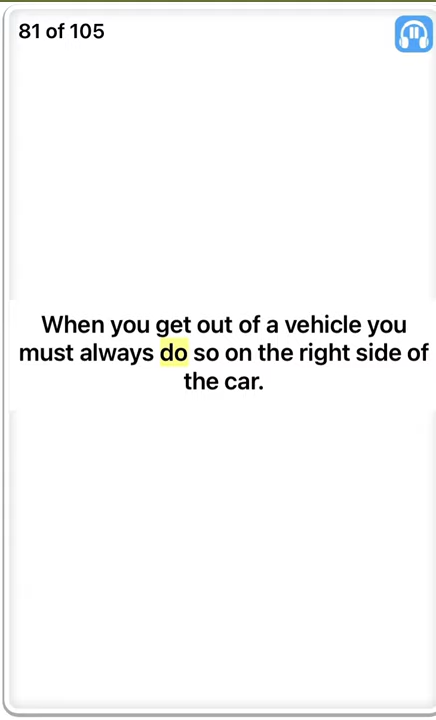 81 of 105
When you get out of a vehicle you
must always do so on the right side of
the car.